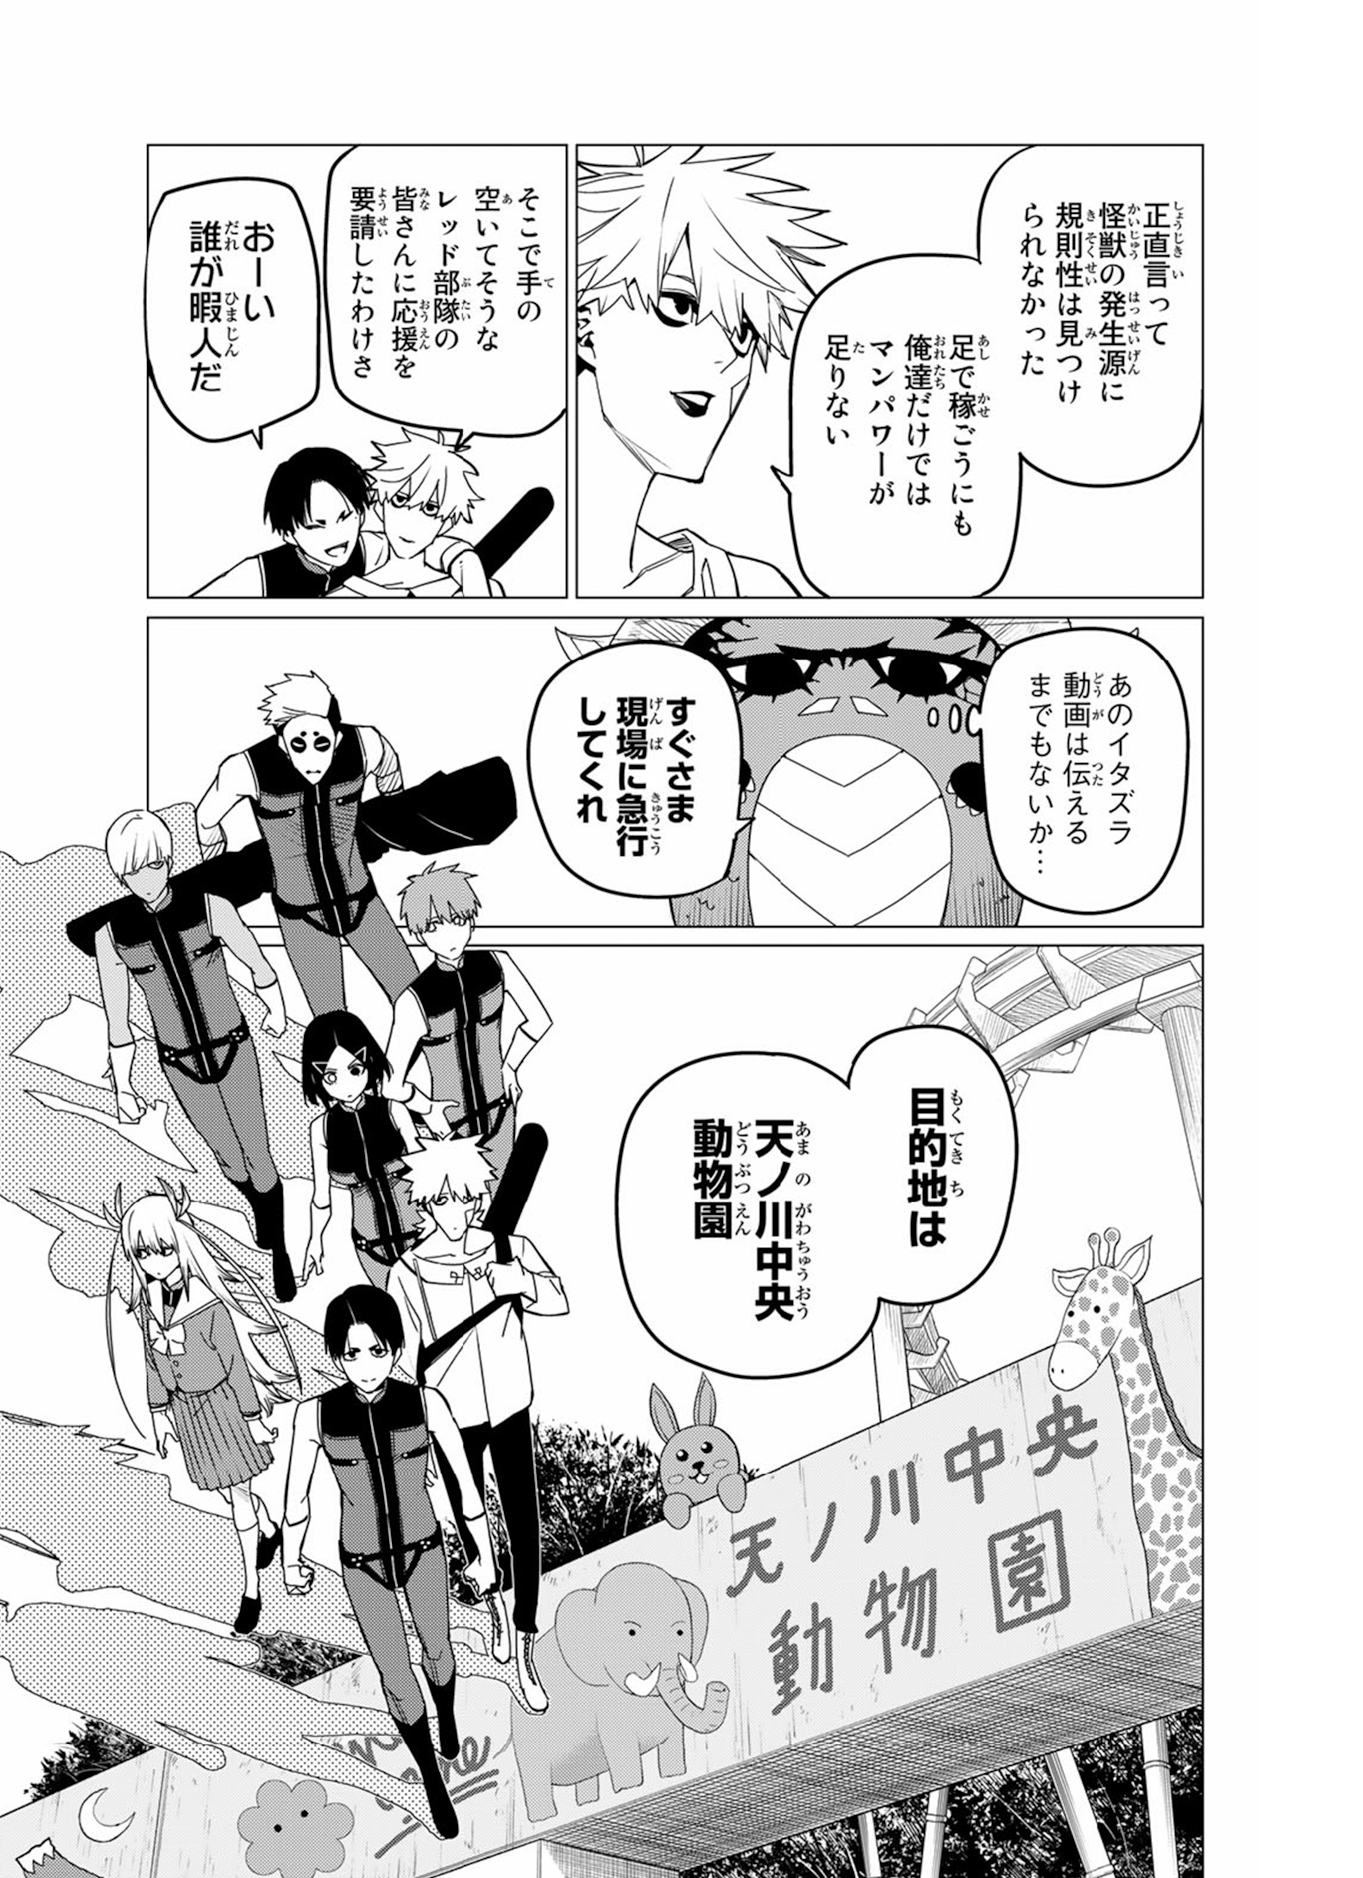 正直言って
怪獣の発生源に
規則性は見つけ
られなかった
足で稼ごうにも
俺達だけでは
マンパワーが
足りない
そこで手の
空いてそうな
レッド部隊の
皆さんに応援を
要請したわけさ
おーい
誰が暇人だ
あのイタズラ
動画は伝える
までもないか…
すぐさま
現場に急行
してくれ
目的地は
天ノ川中央
動物園
天ノ川中央
動物園